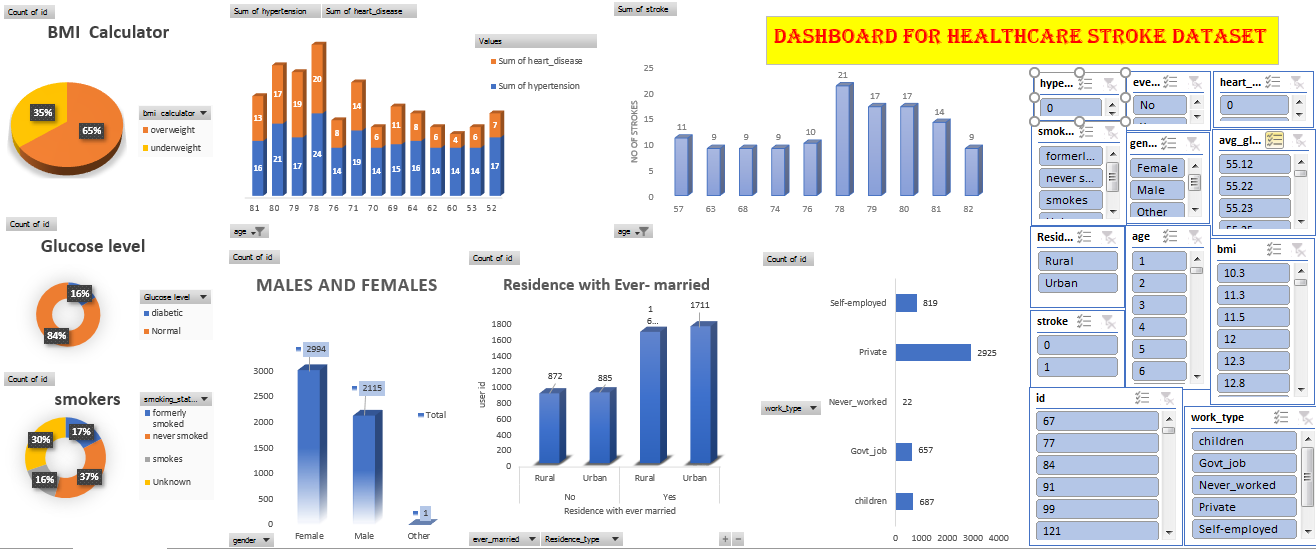 Count of id
BMI Calculator
35%
65%
bmi_calculator
overweight
underweight
Count of id
Glucose level
16%
84%
Glucose level
diabetic
Normal
Count of id
smokers
30%
17%
16%
37%
smoking_stat...
formerly
smoked
never smoked
smokes
Unknown
Sum of hypertension
Sum of heart_disease
Values
Sum of heart_disease
Sum of hypertension
13 17 19 20 8 14 6 11 8 6 4 6 7
16 21 17 24 14 19 14 15 16 14 14 14 17
81 80 79 78 76 71 70 69 64 62 60 53 52
age
Sum of stroke
NO OF STROKES
25
20
15
10
5
0
11 9 9 9 10 21 17 17 14 9
57 63 68 74 76 78 79 80 81 82
age
DASHBOARD FOR HEALTHCARE STROKE DATASET
Count of id
MALES AND FEMALES
3000
2500
2000
1500
1000
500
0
2994
2115
1
Total
Female Male Other
gender
Count of id
Residence with Ever- married
user id
1800
1600
1400
1200
1000
800
600
400
200
0
872
885
1
6...
1711
Rural Urban Rural Urban
No Yes
Residence with ever married
ever_married
Residence_type
Count of id
work_type
Self-employed 819
Private 2925
Never_worked 22
Govt_job 657
children 687
0 1000 2000 3000 4000
hype...
0
eve...
No
heart_...
0
smok...
formerl...
never s...
smokes
gen...
Female
Male
Other
avg_gl...
55.12
55.22
55.23
55.25
Resid...
Rural
Urban
age
1
2
3
4
5
6
bmi
10.3
11.3
11.5
12
12.3
12.8
stroke
0
1
id
67
77
84
91
99
121
work_type
children
Govt_job
Never_worked
Private
Self-employed